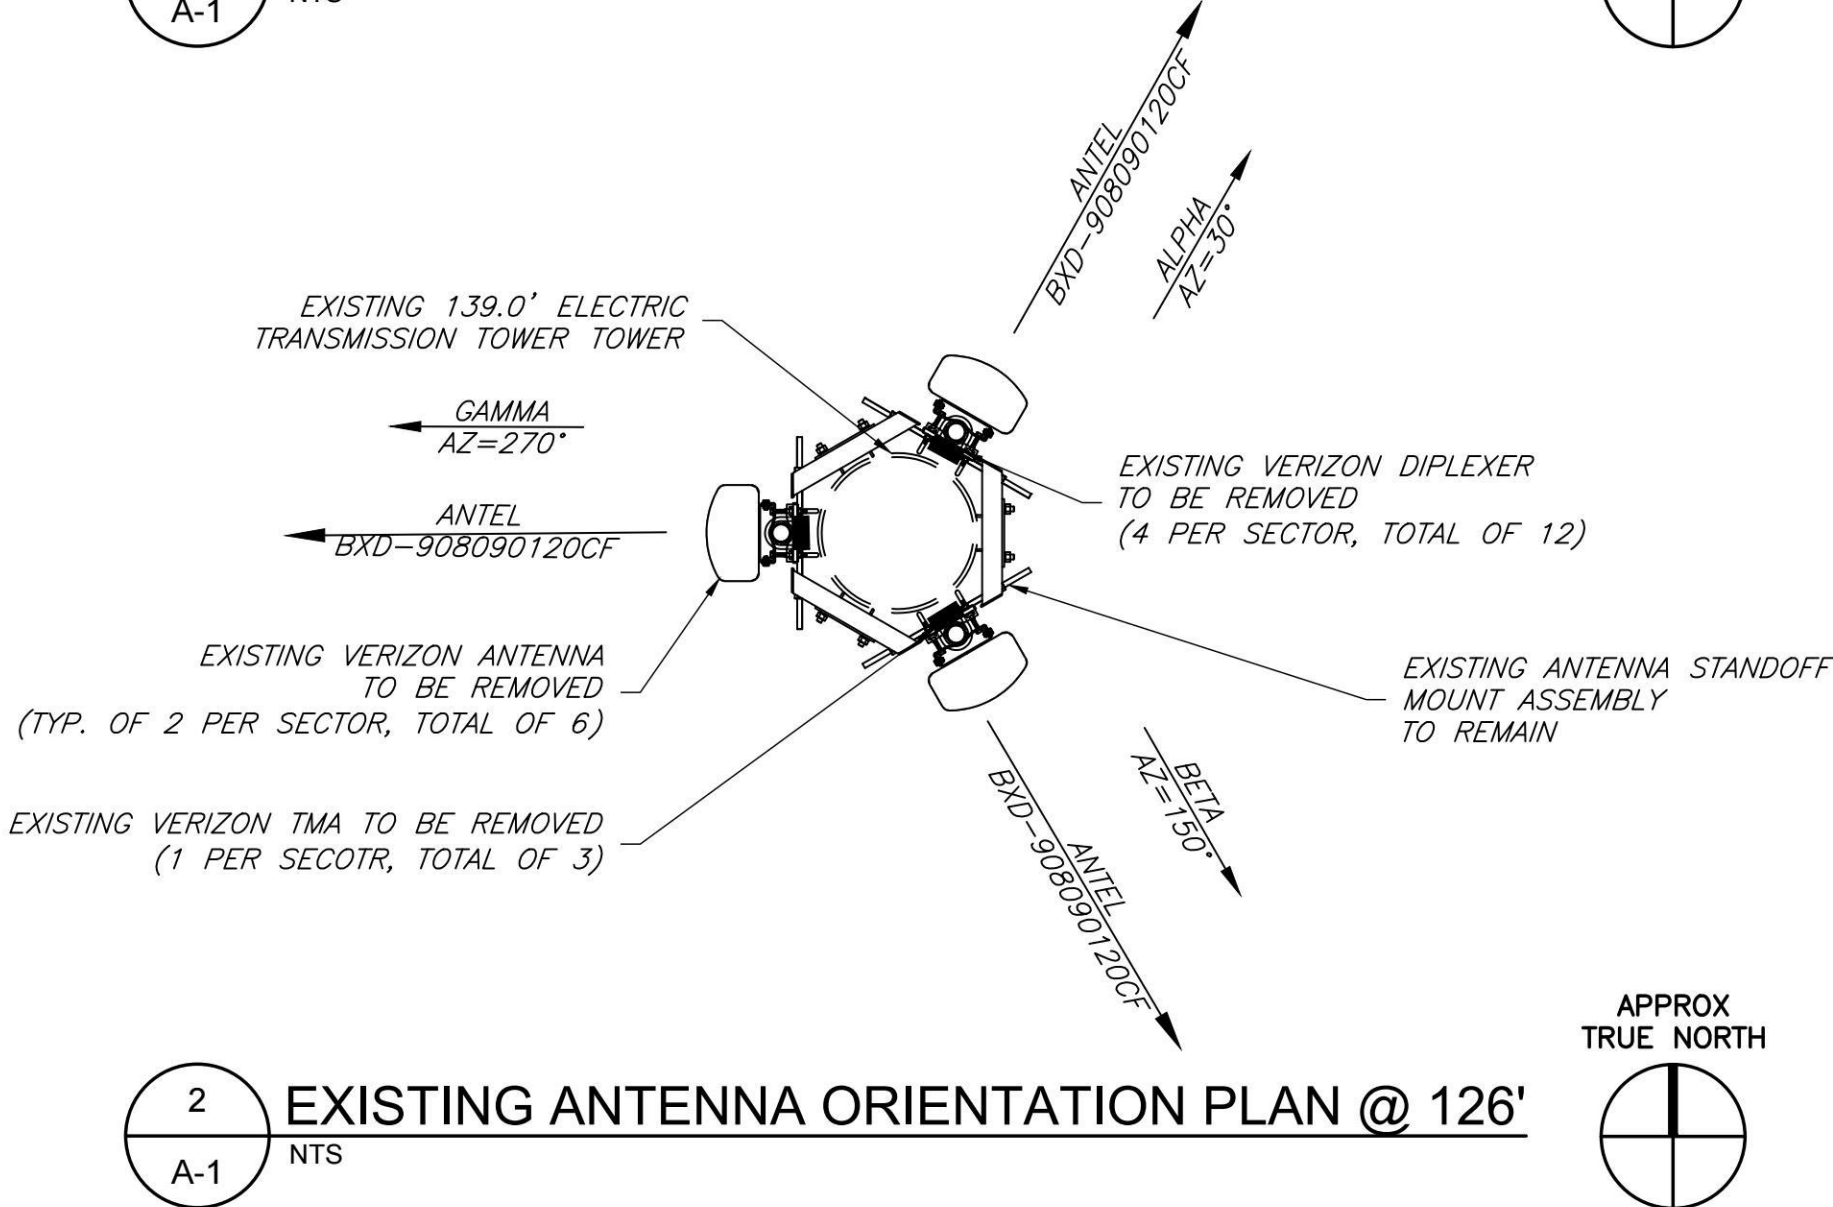 A-1
NTS
ANTEL
BXD-908090120CF
ALPHA
AZ=30°
EXISTING 139.0' ELECTRIC
TRANSMISSION TOWER TOWER
GAMMA
AZ=270°
ANTEL
BXD-908090120CF
EXISTING VERIZON DIPLEXER
TO BE REMOVED
(4 PER SECTOR, TOTAL OF 12)
EXISTING VERIZON ANTENNA
TO BE REMOVED
(TYP. OF 2 PER SECTOR, TOTAL OF 6)
EXISTING ANTENNA STANDOFF
MOUNT ASSEMBLY
TO REMAIN
EXISTING VERIZON TMA TO BE REMOVED
(1 PER SECOTR, TOTAL OF 3)
BETA
AZ=150°
ANTEL
BXD-908090120CF
APPROX
TRUE NORTH
2
A-1
EXISTING ANTENNA ORIENTATION PLAN @ 126'
NTS